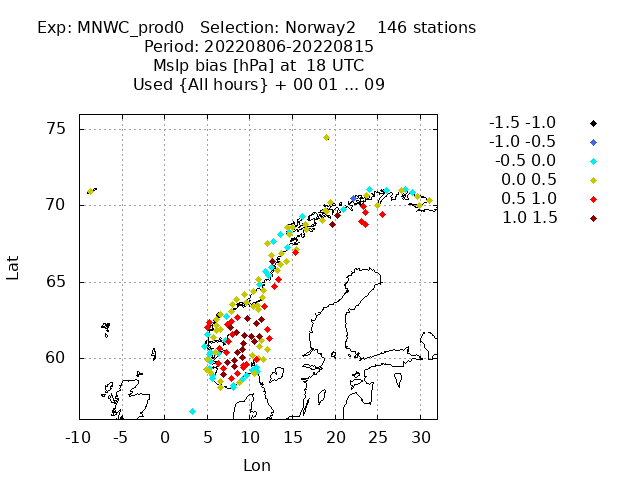 Exp: MNWC_prod0 Selection: Norway2 146 stations
Period: 20220806-20220815
Mslp bias [hPa] at 18 UTC
Used {All hours} + 00 01 ... 09
-1.5 -1.0
-1.0 -0.5
-0.5 0.0
0.0 0.5
0.5 1.0
1.0 1.5
75
70
65
60
Lat
-10 -5 0 5 10 15 20 25 30
Lon